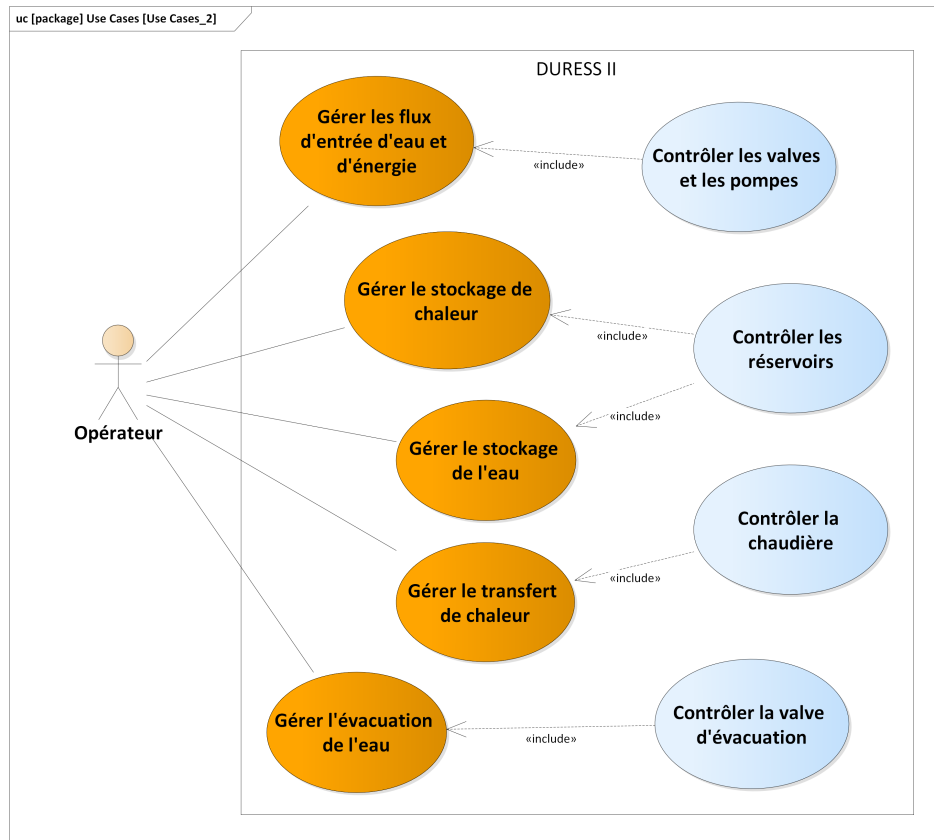 uc [package] Use Cases [Use Cases_2]
DURESS II
Gérer les flux
d'entrée d'eau et
d'énergie
«include»
Contrôler les valves
et les pompes
Gérer le stockage de
chaleur
«include»
Contrôler les
réservoirs
Opérateur
«include»
Gérer le stockage
de l'eau
Contrôler la
chaudière
«include»
Gérer le transfert
de chaleur
Gérer l'évacuation
de l'eau
«include»
Contrôler la valve
d'évacuation